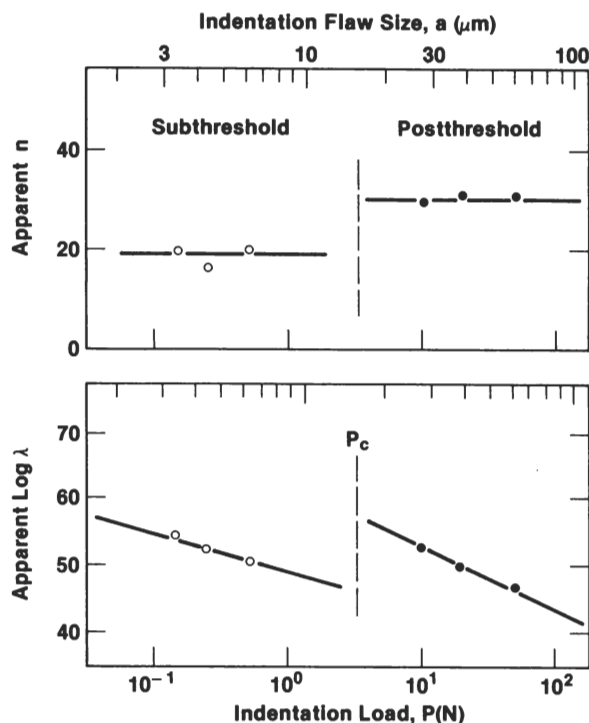 Indentation Flaw Size, a (μm)
3 10 30 100
Subthreshold Postthreshold
Apparent n
40
20
0
Apparent Log λ
70
60
50
40
P_c
10⁻¹ 10⁰ 10¹ 10²
Indentation Load, P(N)